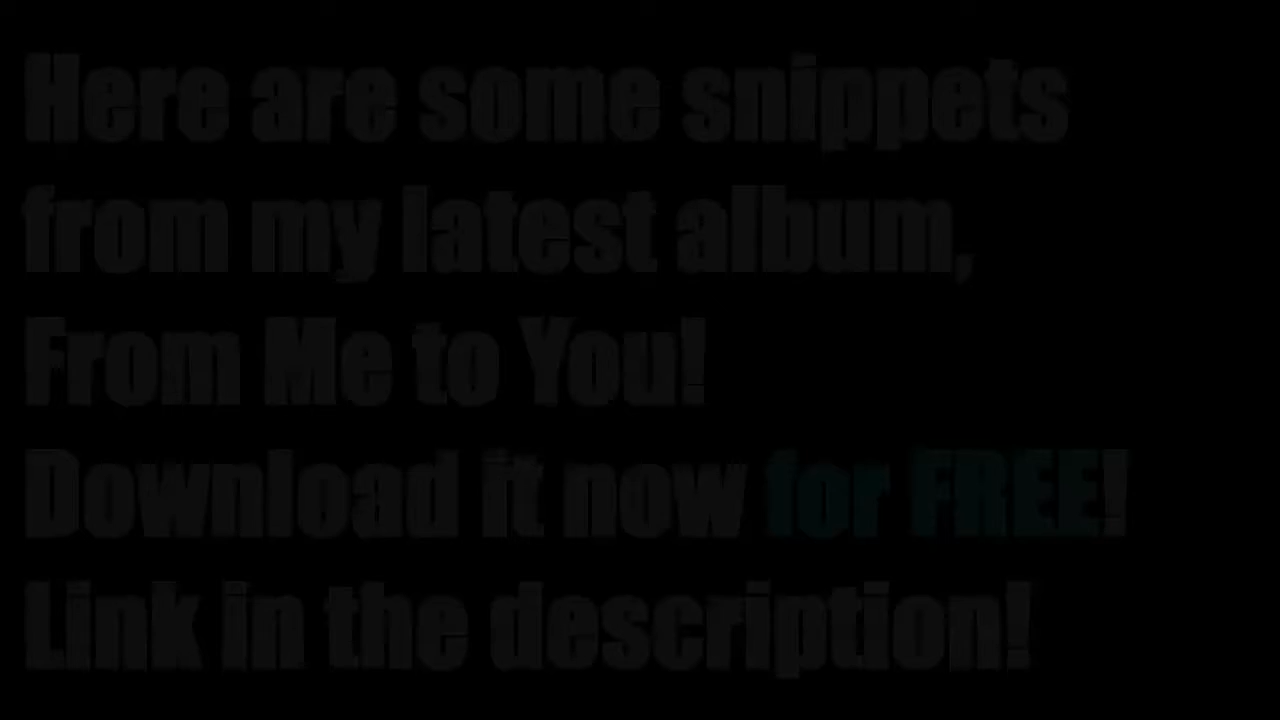 Here are some snippets
from my latest album,
From Me to You!
Download it now for FREE!
Link in the description!